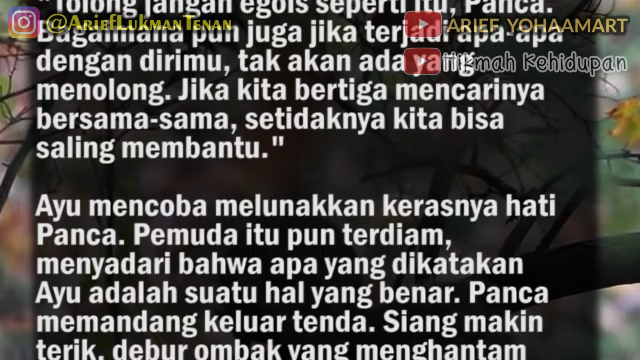 "Tolong jangan egois seperti itu, Panca.
@AriefLukmanTenan
ARIEF YOHAAMART
Bagaimana pun juga jika terjadi apa-apa
dengan dirimu, tak akan ada yang
Hikmah Kehidupan
menolong. Jika kita bertiga mencarinya
bersama-sama, setidaknya kita bisa
saling membantu."
Ayu mencoba melunakkan kerasnya hati
Panca. Pemuda itu pun terdiam,
menyadari bahwa apa yang dikatakan
Ayu adalah suatu hal yang benar. Panca
memandang keluar tenda. Siang makin
terik, debur ombak yang menghantam